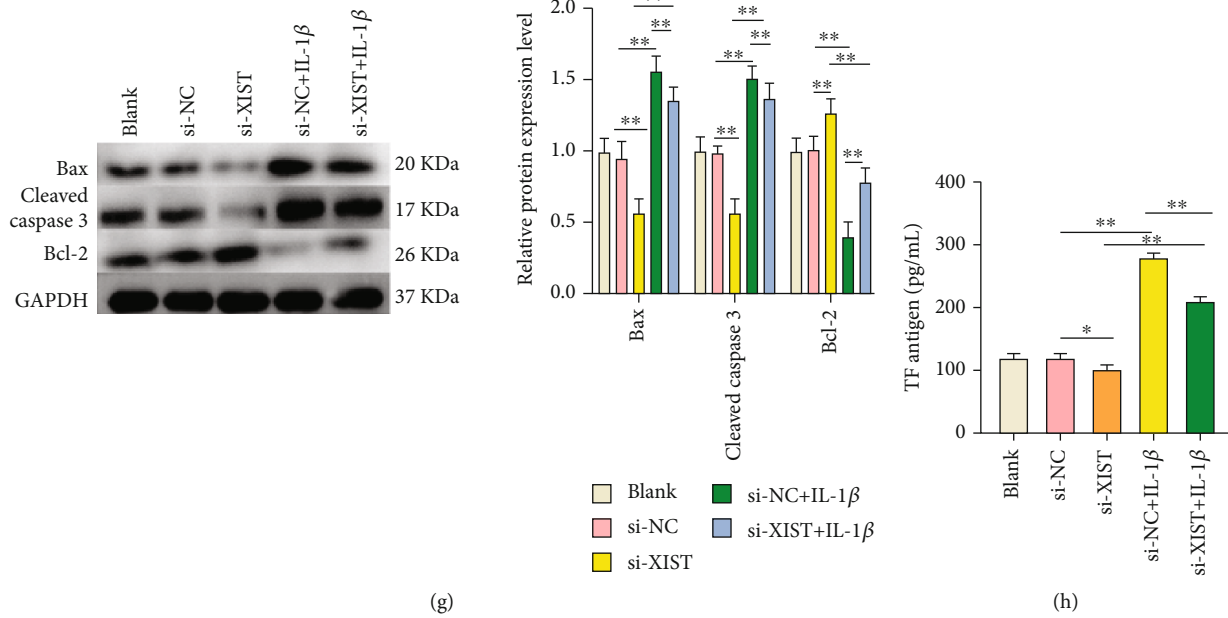 Blank
si-NC
si-XIST
si-NC+IL-1β
si-XIST+IL-1β
Bax
20 KDa
Cleaved
caspase 3
17 KDa
Bcl-2
26 KDa
GAPDH
37 KDa
Relative protein expression level
2.0
1.5
1.0
0.5
0.0
**
**
**
**
**
**
**
**
**
**
**
**
Bax
Cleaved caspase 3
Bcl-2
Blank
si-NC
si-XIST
si-NC+IL-1β
si-XIST+IL-1β
(g)
TF antigen (pg/mL)
400
300
200
100
0
*
**
**
**
Blank
si-NC
si-XIST
si-NC+IL-1β
si-XIST+IL-1β
(h)